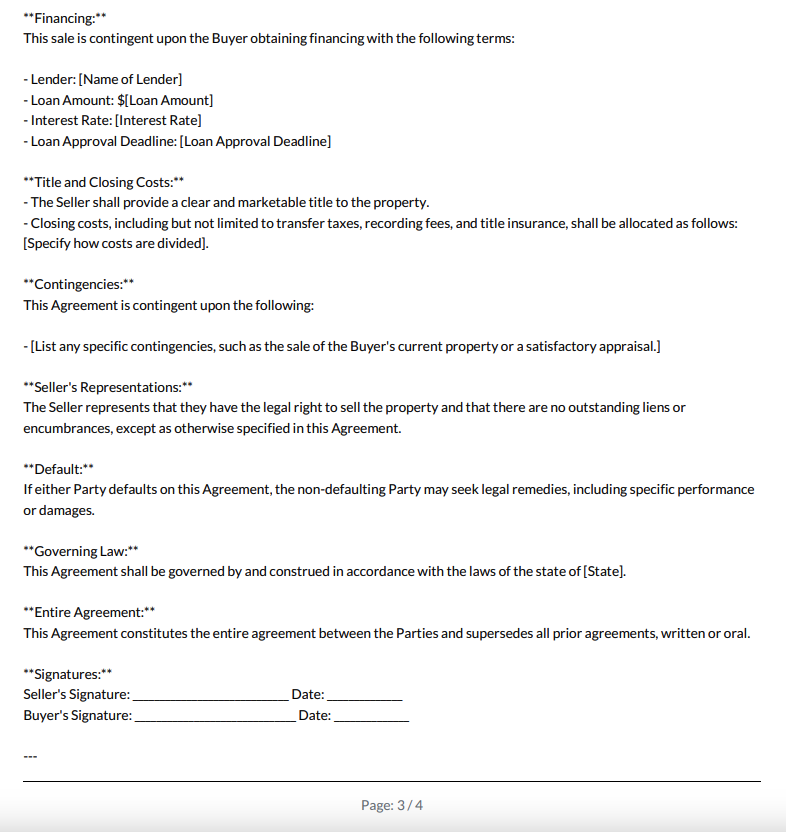 **Financing:**
This sale is contingent upon the Buyer obtaining financing with the following terms:
- Lender: [Name of Lender]
- Loan Amount: $[Loan Amount]
- Interest Rate: [Interest Rate]
- Loan Approval Deadline: [Loan Approval Deadline]
**Title and Closing Costs:**
- The Seller shall provide a clear and marketable title to the property.
- Closing costs, including but not limited to transfer taxes, recording fees, and title insurance, shall be allocated as follows:
[Specify how costs are divided].
**Contingencies:**
This Agreement is contingent upon the following:
- [List any specific contingencies, such as the sale of the Buyer's current property or a satisfactory appraisal.]
**Seller's Representations:**
The Seller represents that they have the legal right to sell the property and that there are no outstanding liens or
encumbrances, except as otherwise specified in this Agreement.
**Default:**
If either Party defaults on this Agreement, the non-defaulting Party may seek legal remedies, including specific performance
or damages.
**Governing Law:**
This Agreement shall be governed by and construed in accordance with the laws of the state of [State].
**Entire Agreement:**
This Agreement constitutes the entire agreement between the Parties and supersedes all prior agreements, written or oral.
**Signatures:**
Seller's Signature: _________________________ Date: ____________
Buyer's Signature: __________________________ Date: ____________
---
Page: 3 / 4